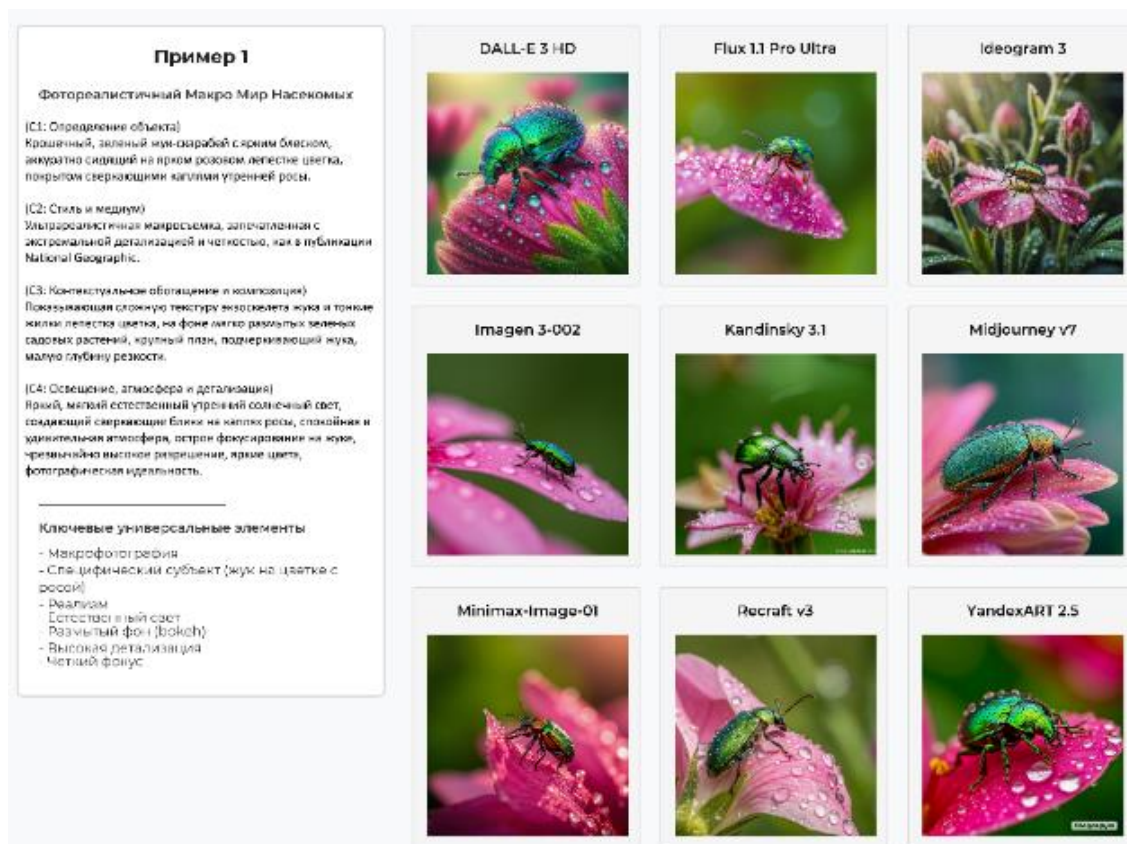 Пример 1
Фотореалистичный Макро Мир Насекомых
(С1: Определение объекта)
Крошечный, зеленый жук-скарабей с ярким блеском,
аккуратно сидящий на ярком розовом лепестке цветка,
покрытом сверкающими каплями утренней росы.
(С2: Стиль и медиум)
Ультрареалистичная макросъемка, запечатленная с
экстремальной детализацией и четкостью, как в публикации
National Geographic.
(С3: Контекстуальное обогащение и композиция)
Показывающая сложную текстуру экзоскелета жука и тонкие
жилки лепестка цветка, на фоне мягко размытых зеленых
садовых растений, крупный план, подчеркивающий жука,
малую глубину резкости.
(С4: Освещение, атмосфера и детализация)
Яркий, мягкий естественный утренний солнечный свет,
создающий сверкающие блики на каплях росы, спокойная и
удивительная атмосфера, острое фокусирование на жуке,
чрезвычайно высокое разрешение, яркие цвета,
фотографическая идеальность.
Ключевые универсальные элементы
- Макрофотография
- Специфический субъект (жук на цветке с
росой)
- Реализм
- Естественный свет
- Размытый фон (bokeh)
- Высокая детализация
- Четкий фокус
DALL-E 3 HD
Flux 1.1 Pro Ultra
Ideogram 3
Imagen 3-002
Kandinsky 3.1
Midjourney v7
Minimax-Image-01
Recraft v3
YandexART 2.5